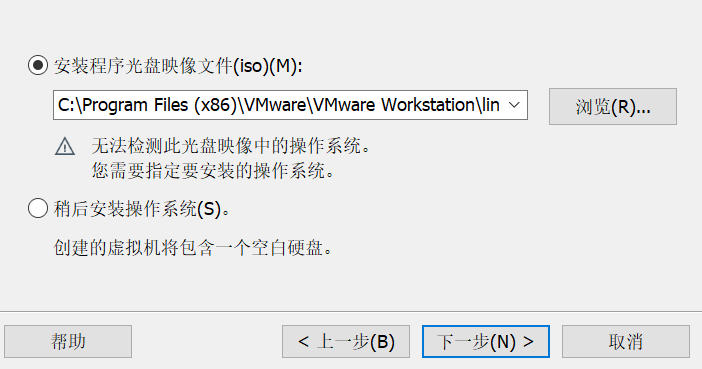 安装程序光盘映像文件(iso)(M):
C:\Program Files (x86)\VMware\VMware Workstation\lin
浏览(R)...
无法检测此光盘映像中的操作系统。
您需要指定要安装的操作系统。
稍后安装操作系统(S)。
创建的虚拟机将包含一个空白硬盘。
帮助
< 上一步(B)
下一步(N) >
取消